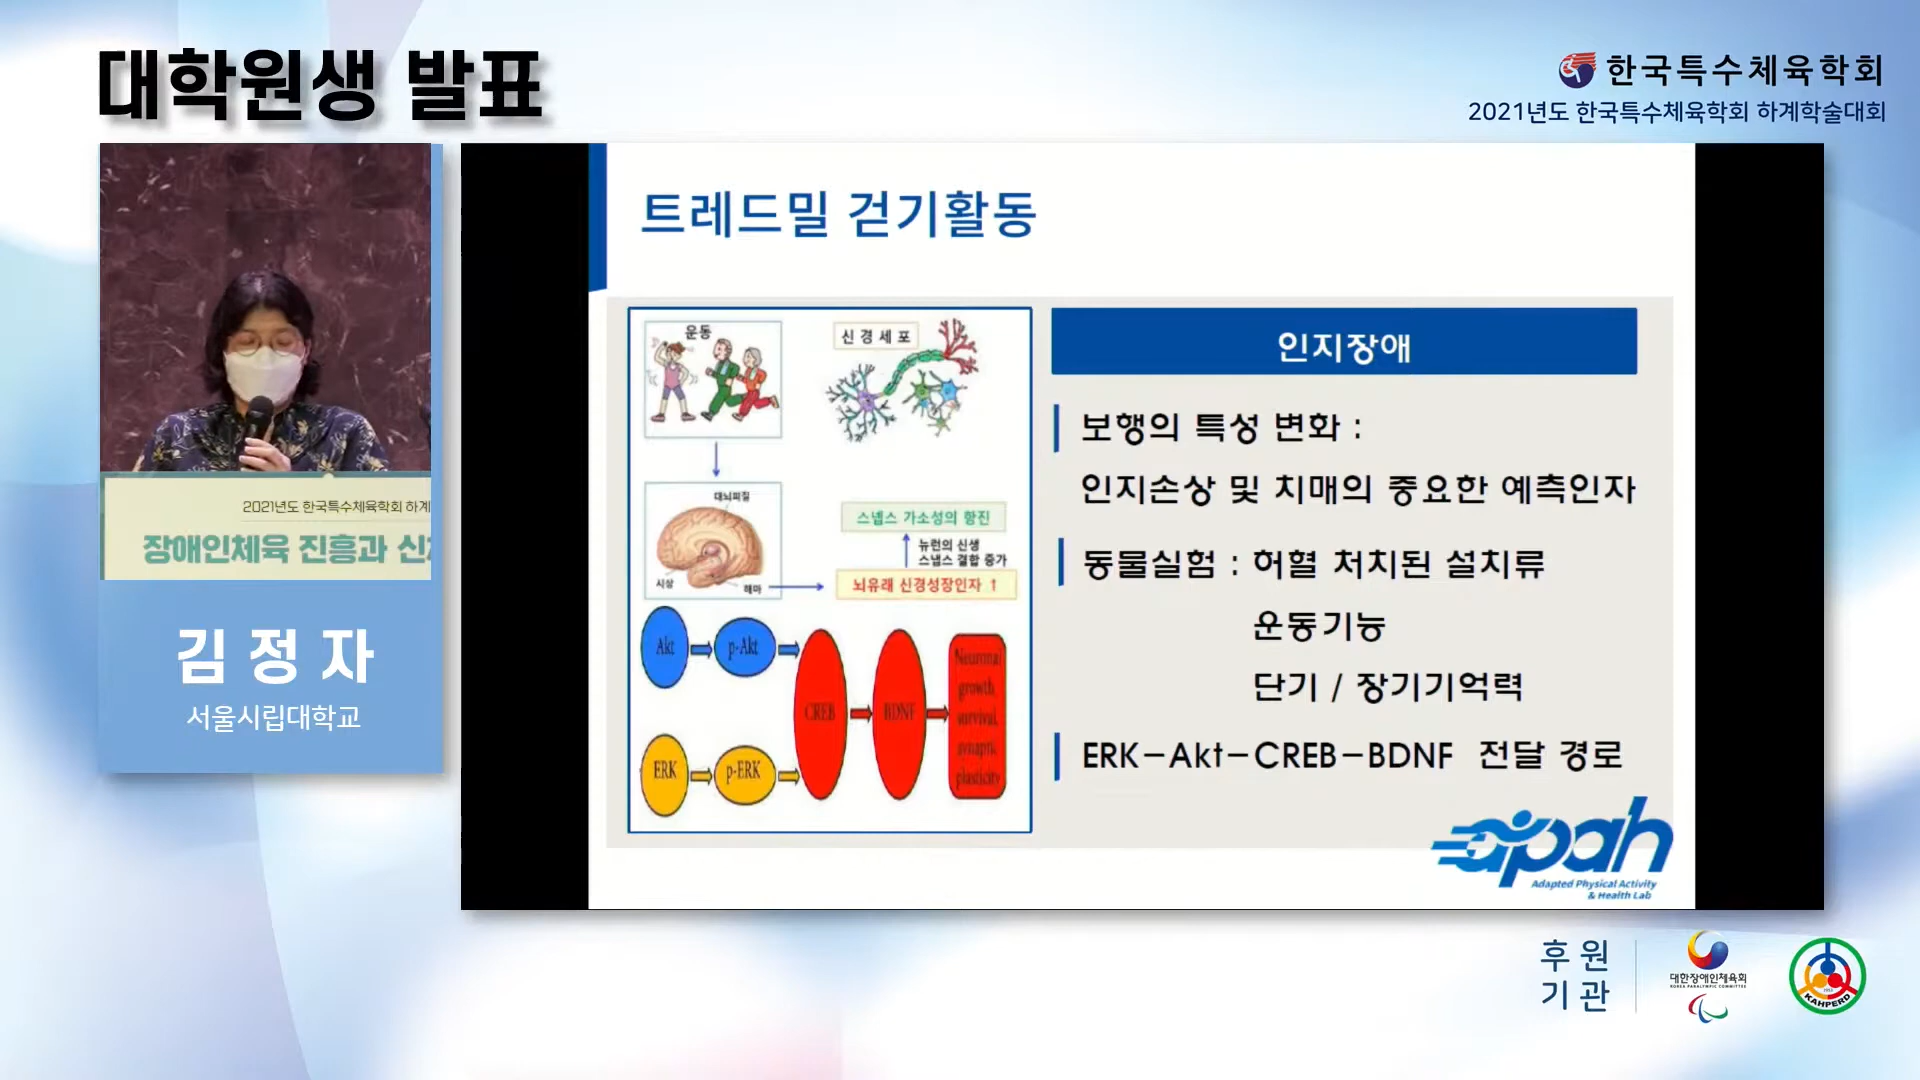 대학원생 발표
한국특수체육학회
2021년도 한국특수체육학회 하계학술대회
2021년도 한국특수체육학회 하계
장애인체육 진흥과 신
김정자
서울시립대학교
트레드밀 걷기활동
운동
신경세포
대뇌피질
시상
해마
스넵스 가소성의 항진
뉴런의 신생
스냅스 결합 증가
뇌유래 신경성장인자 ↑
Akt
p-Akt
ERK
p-ERK
CREB
BDNF
Neuronal
growth
survival,
synaptic
plasticity
인지장애
보행의 특성 변화 :
인지손상 및 치매의 중요한 예측인자
동물실험 : 허혈 처치된 설치류
운동기능
단기 / 장기기억력
ERK-Akt-CREB-BDNF 전달 경로
apah
Adapted Physical Activity
& Health Lab
후원
기관
대한장애인체육회
KOREA PARALYMPIC COMMITTEE
KAHPERD